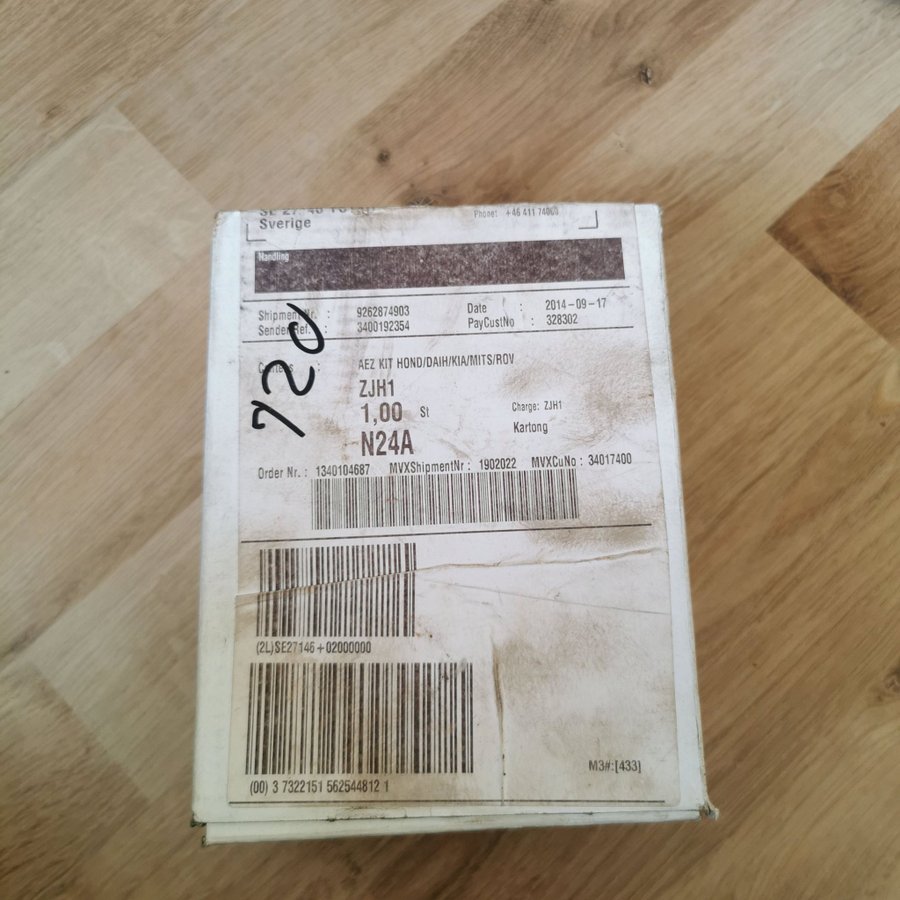 Phone: +46 411 74000
Sverige
Handling
Shipment Nr. : 9262874903 Date : 2014-09-17
Sender Ref. : 3400192354 PayCustNo : 328302
: AEZ KIT HOND/DAIH/KIA/MITS/ROV
ZJH1
1,00 St Charge: ZJH1
Kartong
N24A
720
Order Nr. : 1340104687 MVXShipmentNr : 1902022 MVXCuNo : 34017400
(2L)SE27146+02000000
(00) 3 7322151 562544812 1
M3#:[433]